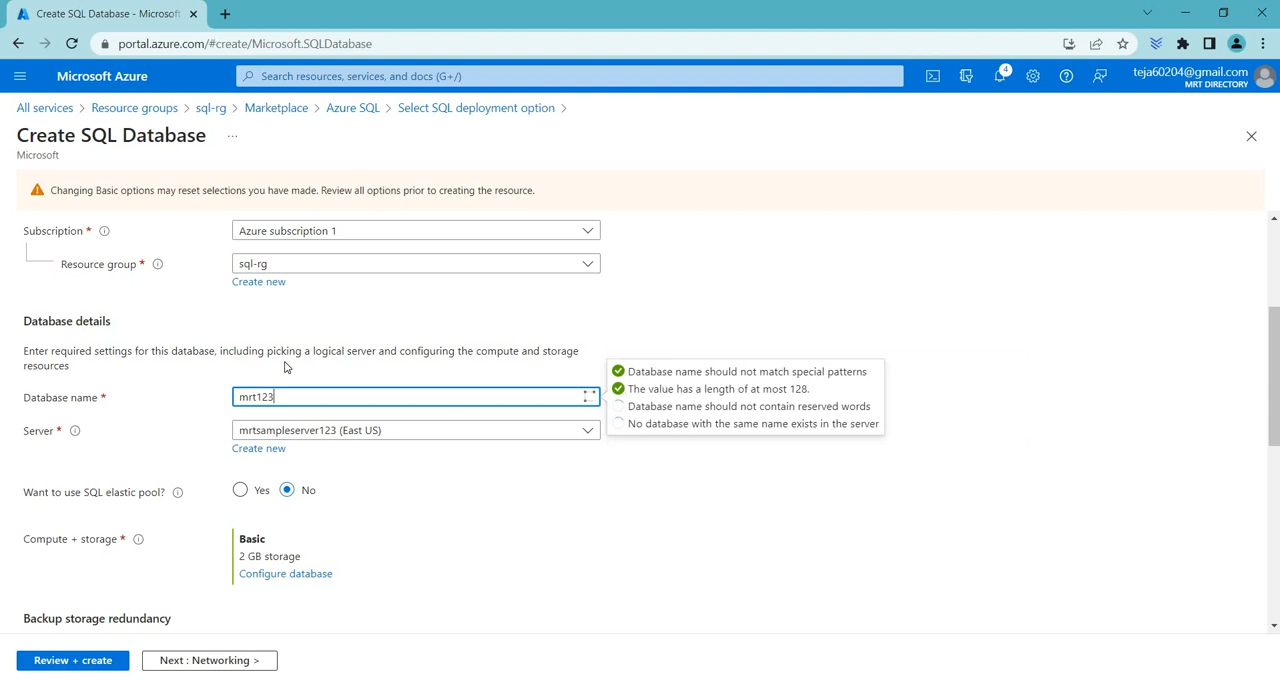 Create SQL Database - Microsoft
portal.azure.com/#create/Microsoft.SQLDatabase
Microsoft Azure
Search resources, services, and docs (G+/)
4
teja60204@gmail.com
MRT DIRECTORY
All services > Resource groups > sql-rg > Marketplace > Azure SQL > Select SQL deployment option >
Create SQL Database ...
Microsoft
Changing Basic options may reset selections you have made. Review all options prior to creating the resource.
Subscription *
Azure subscription 1
Resource group *
sql-rg
Create new
Database details
Enter required settings for this database, including picking a logical server and configuring the compute and storage
resources
Database name *
mrt123
Database name should not match special patterns
The value has a length of at most 128.
Database name should not contain reserved words
No database with the same name exists in the server
Server *
mrtsampleserver123 (East US)
Create new
Want to use SQL elastic pool?
Yes
No
Compute + storage *
Basic
2 GB storage
Configure database
Backup storage redundancy
Review + create
Next : Networking >